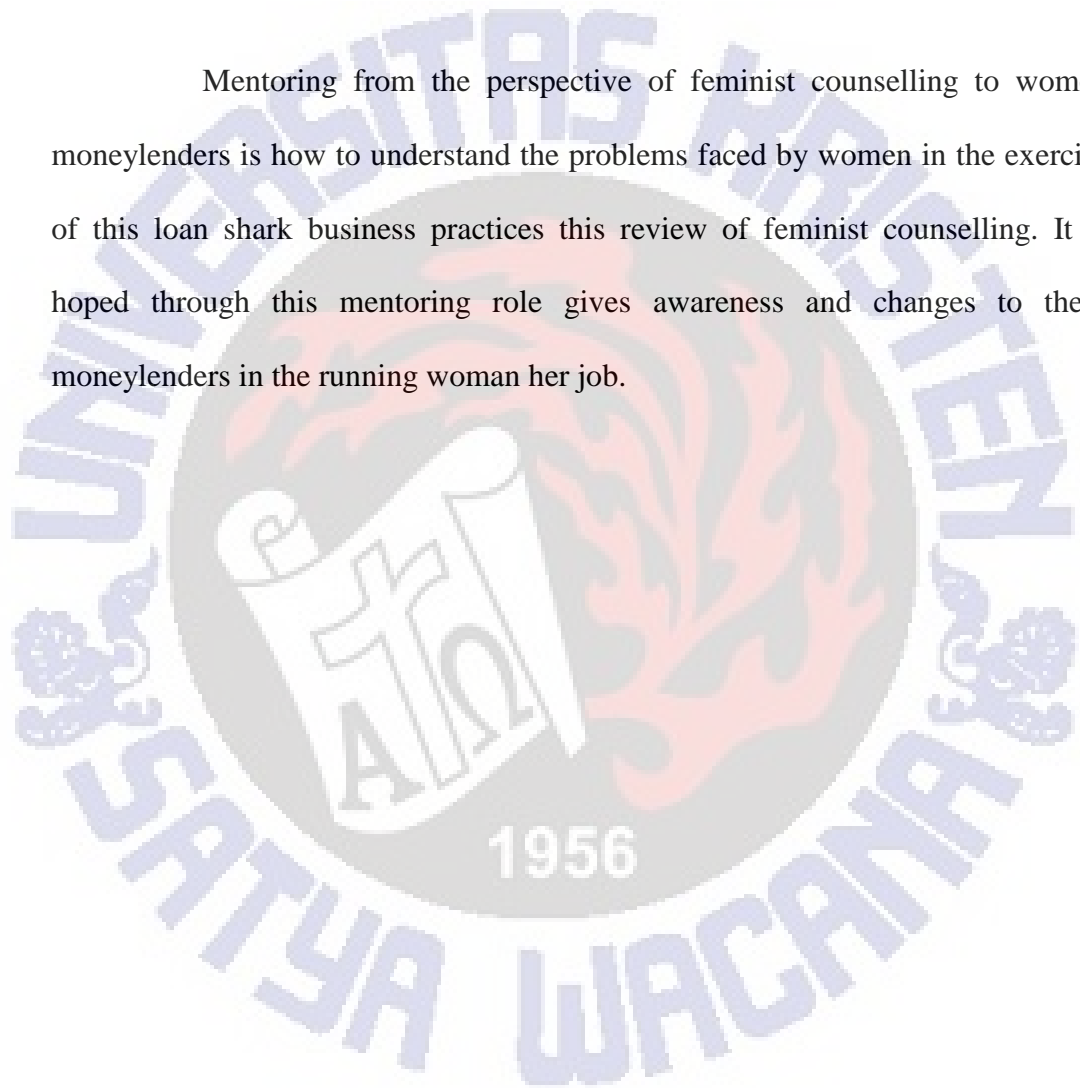 Mentoring from the perspective of feminist counselling to wom
moneylenders is how to understand the problems faced by women in the exerci
of this loan shark business practices this review of feminist counselling. It
hoped through this mentoring role gives awareness and changes to the
moneylenders in the running woman her job.
UNIVERSITAS KRISTEN
SATYA WACANA
Α Ω
1956